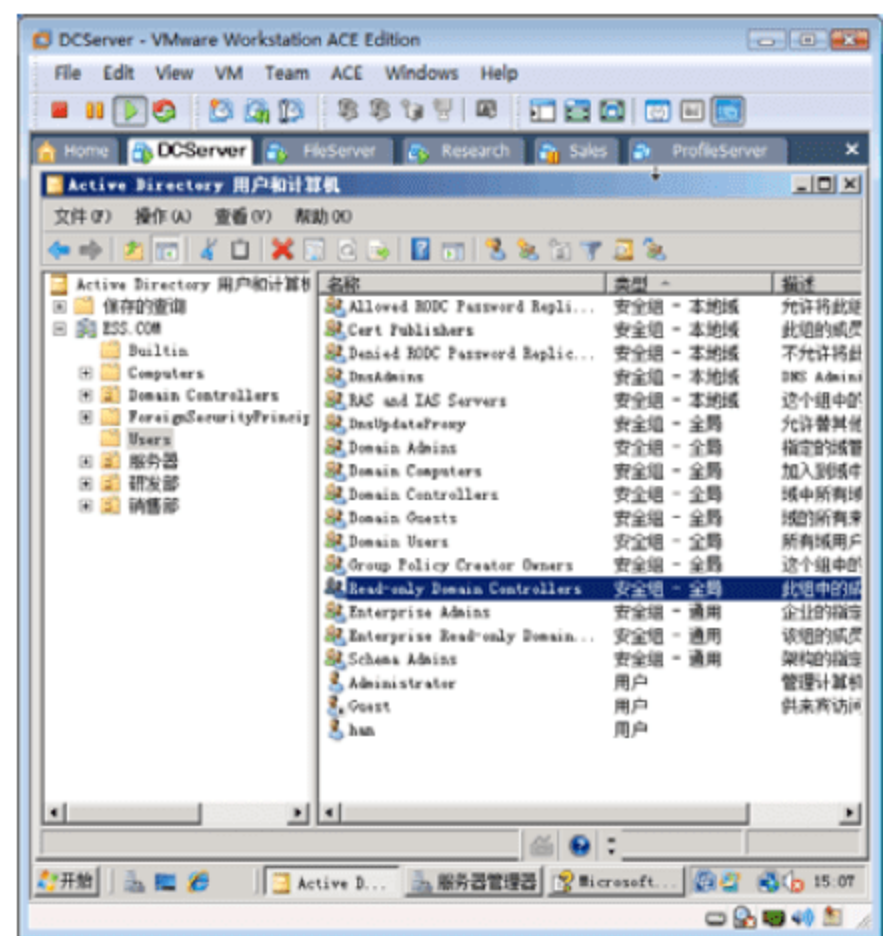 DCServer - VMware Workstation ACE Edition
File Edit View VM Team ACE Windows Help
Home DCServer FileServer Research Sales ProfileServer
Active Directory 用户和计算机
文件(F) 操作(A) 查看(V) 帮助(H)
Active Directory 用户和计算机
保存的查询
ESS.COM
Builtin
Computers
Domain Controllers
ForeignSecurityPrincip
Users
服务器
研发部
销售部
名称 类型 描述
Allowed RODC Password Repli... 安全组 - 本地域 允许将此组
Cert Publishers 安全组 - 本地域 此组的成员
Denied RODC Password Replic... 安全组 - 本地域 不允许将此
DnsAdmins 安全组 - 本地域 DNS Admini
RAS and IAS Servers 安全组 - 本地域 这个组中的
DnsUpdateProxy 安全组 - 全局 允许替其他
Domain Admins 安全组 - 全局 指定的域管
Domain Computers 安全组 - 全局 加入到域中
Domain Controllers 安全组 - 全局 域中所有域
Domain Guests 安全组 - 全局 域的所有来
Domain Users 安全组 - 全局 所有域用户
Group Policy Creator Owners 安全组 - 全局 这个组中的
Read-only Domain Controllers 安全组 - 全局 此组中的成
Enterprise Admins 安全组 - 通用 企业的指定
Enterprise Read-only Domain... 安全组 - 通用 该组的成员
Schema Admins 安全组 - 通用 架构的指定
Administrator 用户 管理计算机
Guest 用户 供来宾访问
han 用户
开始 Active D... 服务器管理器 Microsoft... 15:07